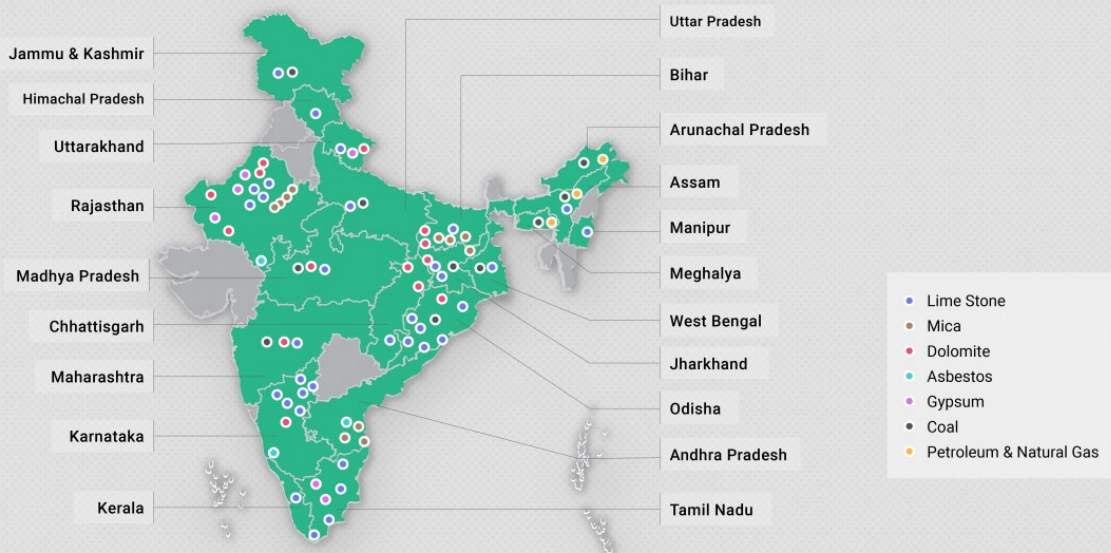 Jammu & Kashmir
Himachal Pradesh
Uttarakhand
Rajasthan
Madhya Pradesh
Chhattisgarh
Maharashtra
Karnataka
Kerala
Uttar Pradesh
Bihar
Arunachal Pradesh
Assam
Manipur
Meghalya
West Bengal
Jharkhand
Odisha
Andhra Pradesh
Tamil Nadu
Lime Stone
Mica
Dolomite
Asbestos
Gypsum
Coal
Petroleum & Natural Gas